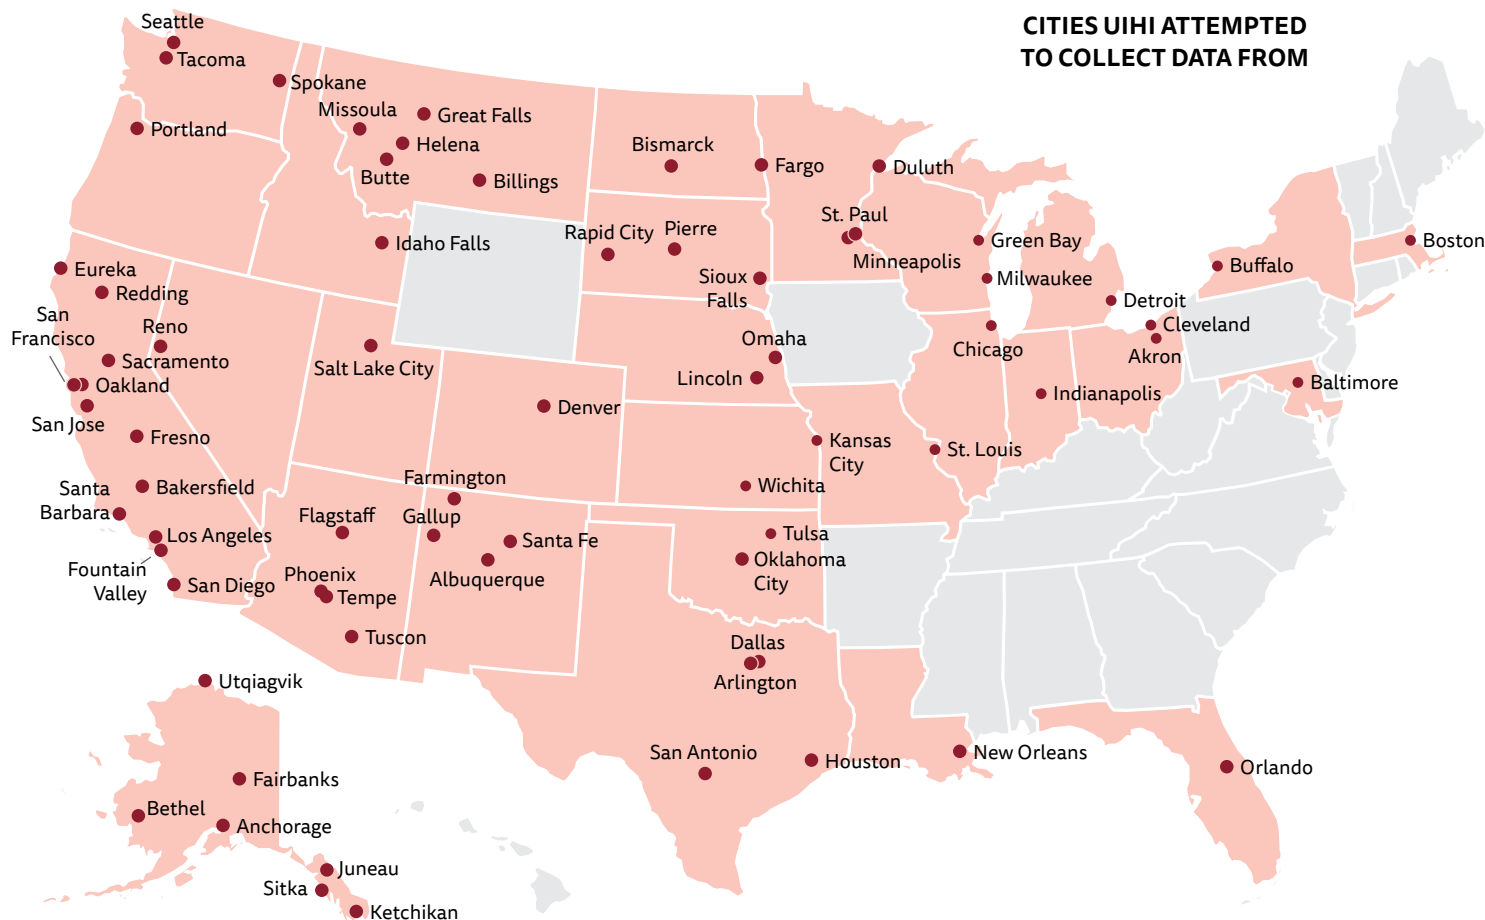 CITIES UIHI ATTEMPTED
TO COLLECT DATA FROM
Seattle
Tacoma
Spokane
Missoula
Great Falls
Portland
Helena
Butte
Billings
Bismarck
Fargo
Duluth
Idaho Falls
Rapid City
Pierre
St. Paul
Minneapolis
Green Bay
Milwaukee
Boston
Buffalo
Sioux
Falls
Detroit
Cleveland
Akron
Eureka
Redding
Reno
San
Francisco
Sacramento
Oakland
San Jose
Salt Lake City
Omaha
Lincoln
Chicago
Indianapolis
Baltimore
Denver
Fresno
Kansas
City
St. Louis
Santa
Barbara
Bakersfield
Farmington
Wichita
Flagstaff
Gallup
Santa Fe
Tulsa
Los Angeles
Fountain
Valley
San Diego
Phoenix
Tempe
Albuquerque
Oklahoma
City
Tuscon
Dallas
Arlington
Utqiagvik
San Antonio
Houston
New Orleans
Orlando
Fairbanks
Bethel
Anchorage
Juneau
Sitka
Ketchikan